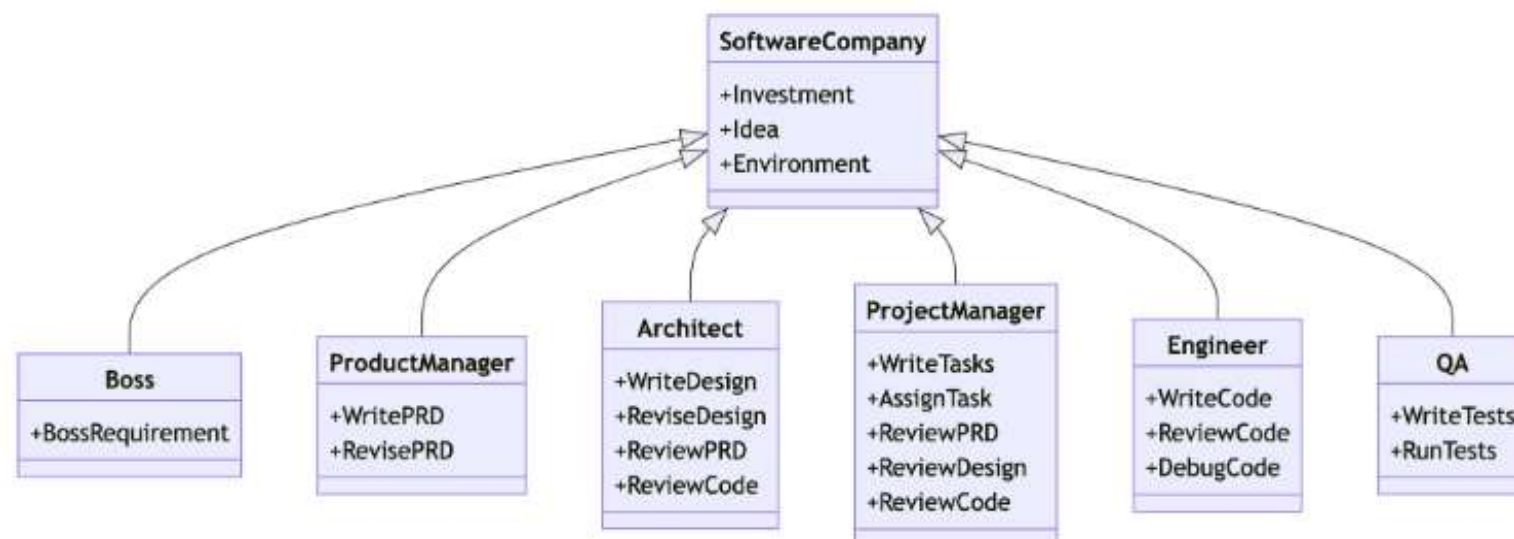 SoftwareCompany
+Investment
+Idea
+Environment
Boss
+BossRequirement
ProductManager
+WritePRD
+RevisePRD
Architect
+WriteDesign
+ReviseDesign
+ReviewPRD
+ReviewCode
ProjectManager
+WriteTasks
+AssignTask
+ReviewPRD
+ReviewDesign
+ReviewCode
Engineer
+WriteCode
+ReviewCode
+DebugCode
QA
+WriteTests
+RunTests